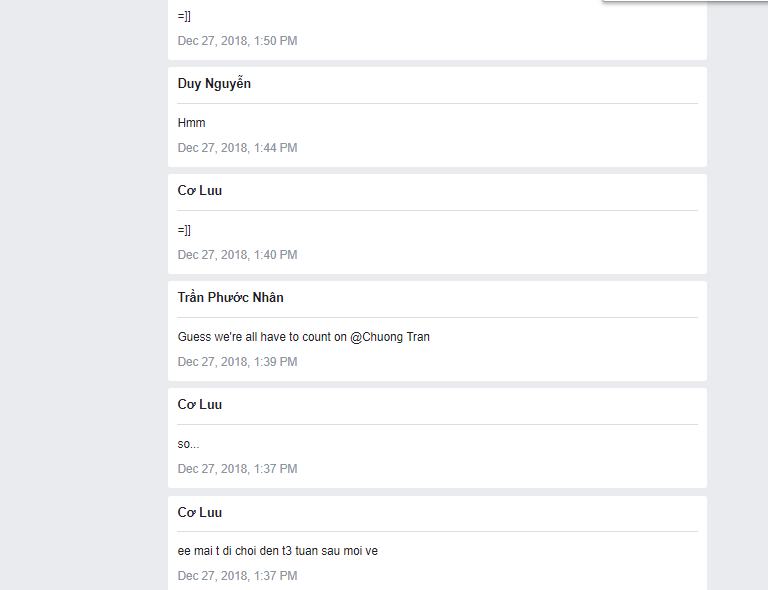 =]]
Dec 27, 2018, 1:50 PM
Duy Nguyễn
Hmm
Dec 27, 2018, 1:44 PM
Cơ Luu
=]]
Dec 27, 2018, 1:40 PM
Trần Phước Nhân
Guess we're all have to count on @Chuong Tran
Dec 27, 2018, 1:39 PM
Cơ Luu
so...
Dec 27, 2018, 1:37 PM
Cơ Luu
ee mai t di choi den t3 tuan sau moi ve
Dec 27, 2018, 1:37 PM